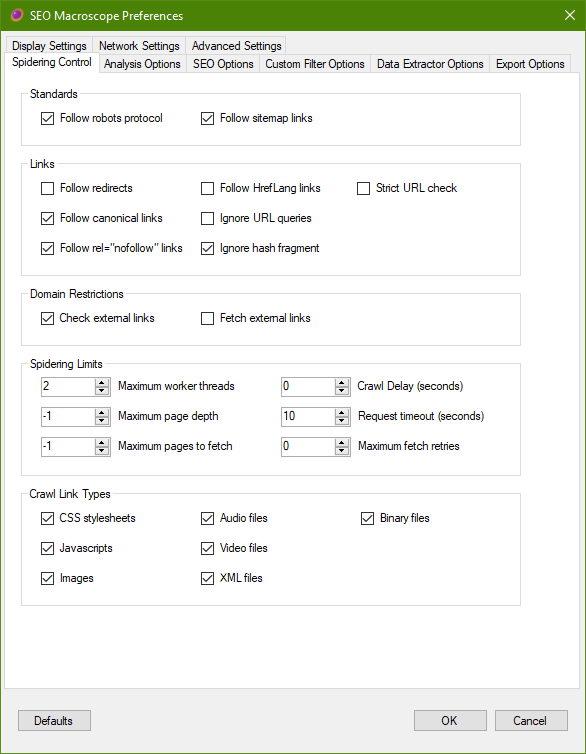 SEO Macroscope Preferences
Display Settings Network Settings Advanced Settings
Spidering Control Analysis Options SEO Options Custom Filter Options Data Extractor Options Export Options
Standards
Follow robots protocol Follow sitemap links
Links
Follow redirects Follow HrefLang links Strict URL check
Follow canonical links Ignore URL queries
Follow rel="nofollow" links Ignore hash fragment
Domain Restrictions
Check external links Fetch external links
Spidering Limits
2 Maximum worker threads 0 Crawl Delay (seconds)
-1 Maximum page depth 10 Request timeout (seconds)
-1 Maximum pages to fetch 0 Maximum fetch retries
Crawl Link Types
CSS stylesheets Audio files Binary files
Javascripts Video files
Images XML files
Defaults OK Cancel